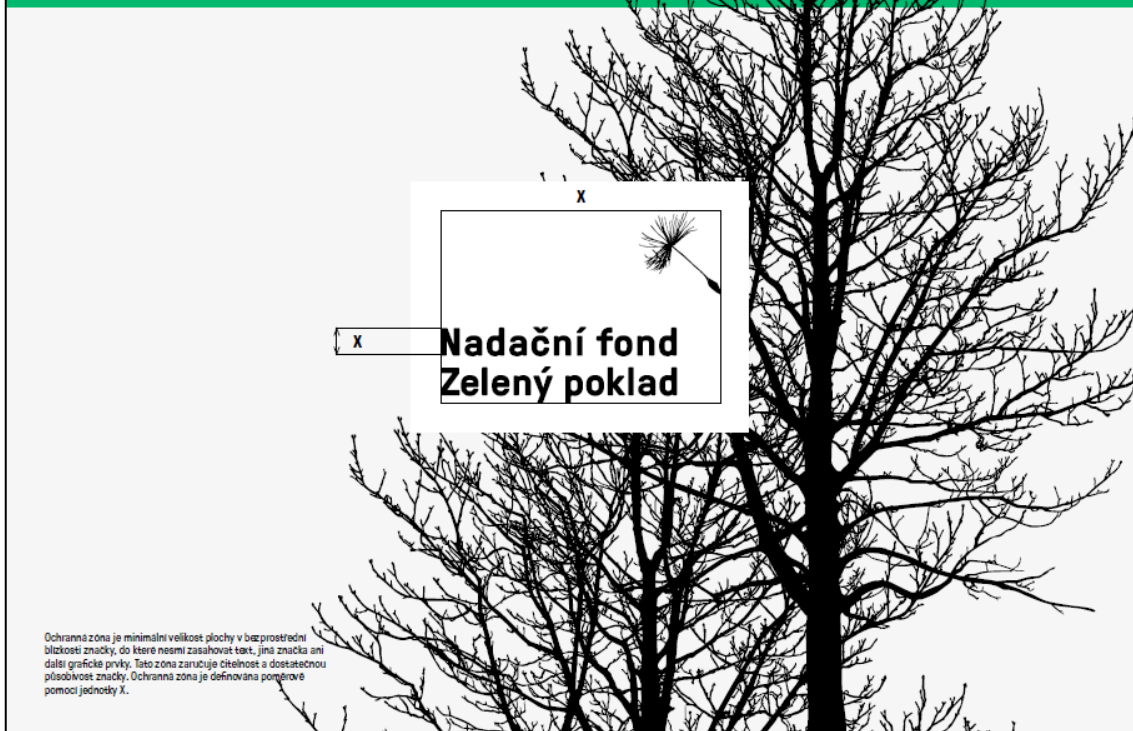 X
X
Nadační fond
Zelený poklad
Ochranná zóna je minimální velikost plochy v bezprostřední
blízkosti značky, do které nesmí zasahovat text, jiná značka ani
další grafické prvky. Tato zóna zaručuje čitelnost a dostatečnou
působivost značky. Ochranná zóna je definována poměrově
pomocí jednotky X.